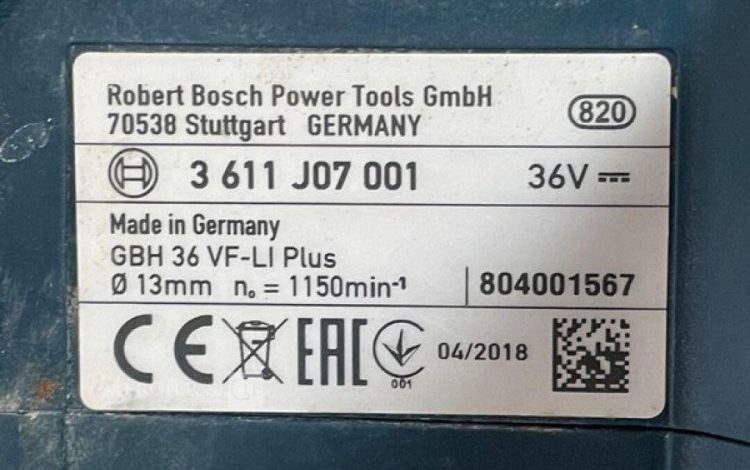 Robert Bosch Power Tools GmbH
70538 Stuttgart GERMANY
820
3 611 J07 001 36V
Made in Germany
GBH 36 VF-LI Plus
Ø 13mm n₀ = 1150min⁻¹ 804001567
CE EAC 001 04/2018